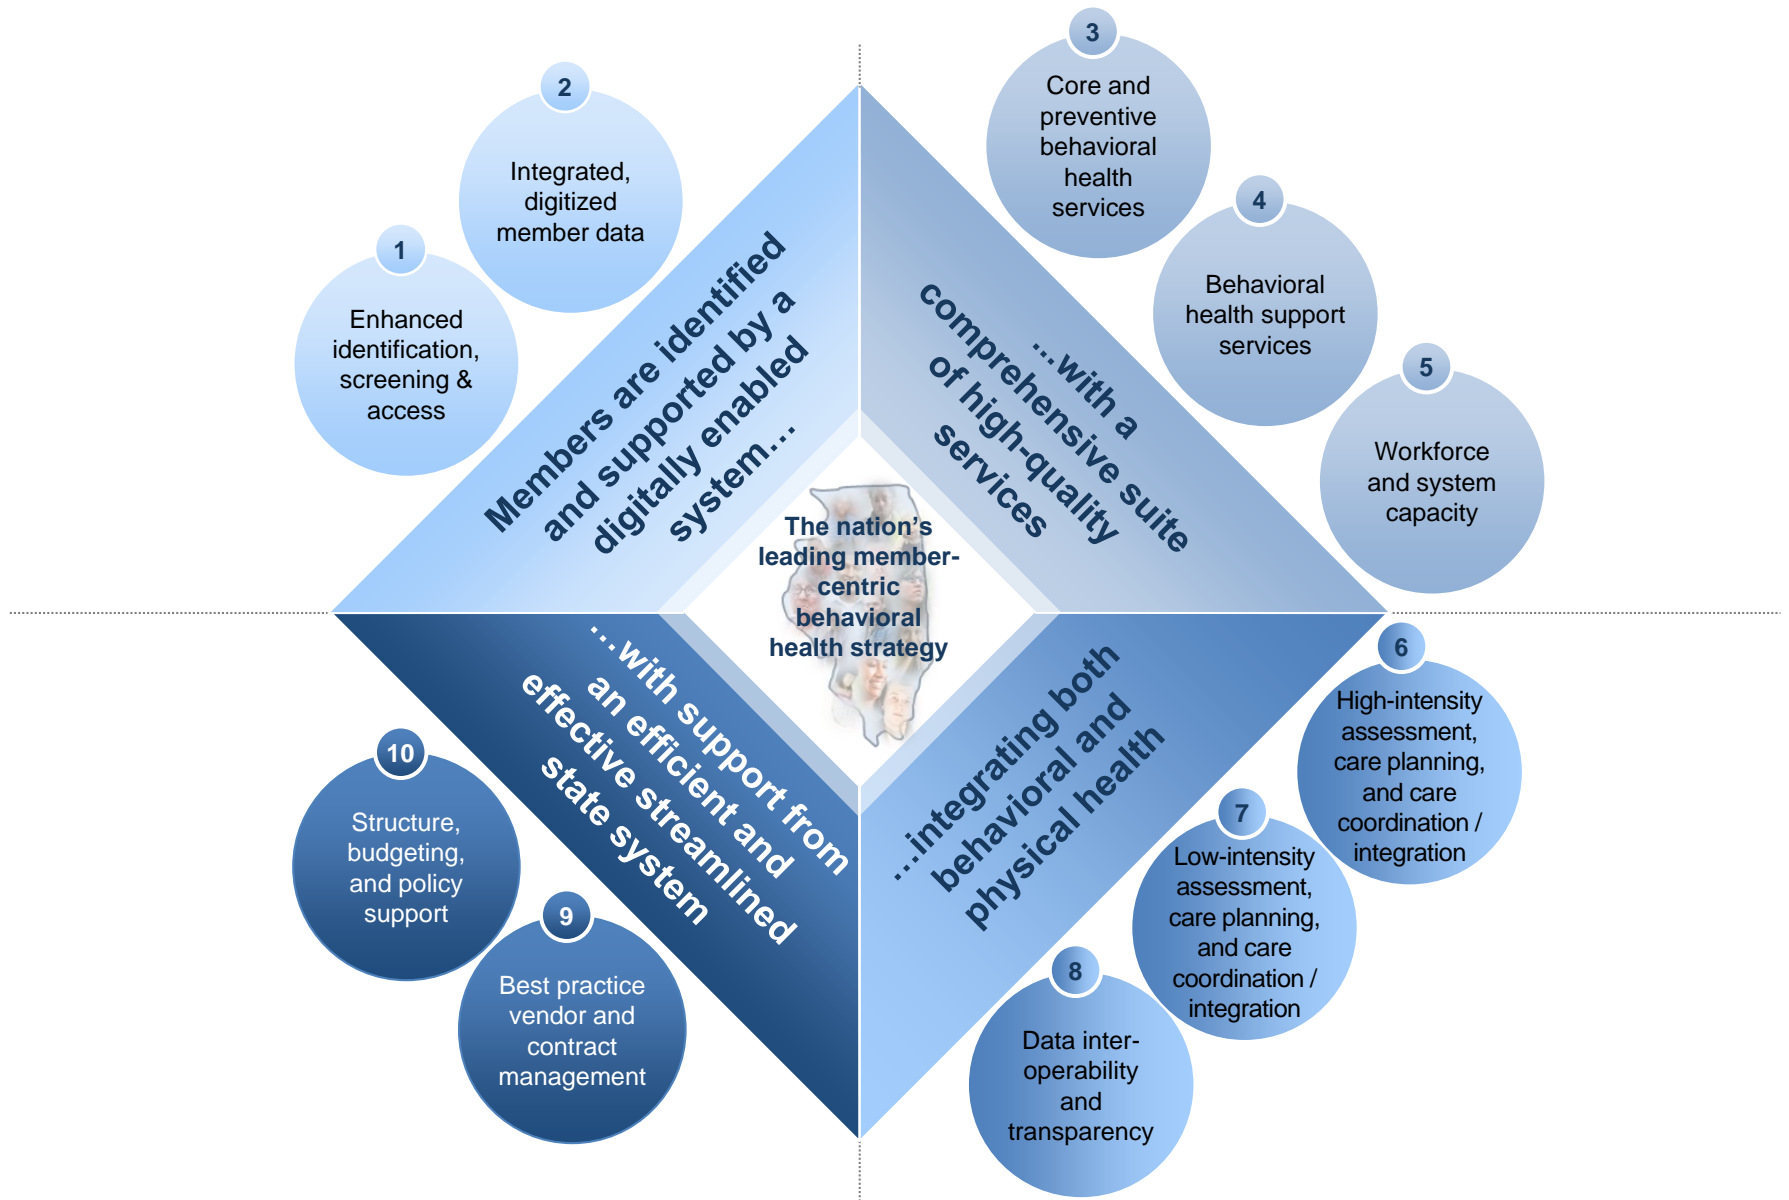 1
Enhanced
identification,
screening &
access
2
Integrated,
digitized
member data
Members are identified
and supported by a
digitally enabled
system…
3
Core and
preventive
behavioral
health
services
4
Behavioral
health support
services
5
Workforce
and system
capacity
…with a
comprehensive suite
of high-quality
services
The nation’s
leading member-
centric
behavioral
health strategy
6
High-intensity
assessment,
care planning,
and care
coordination /
integration
7
Low-intensity
assessment,
care planning,
and care
coordination /
integration
8
Data inter-
operability
and
transparency
…integrating both
behavioral and
physical health
9
Best practice
vendor and
contract
management
10
Structure,
budgeting,
and policy
support
…with support from
an efficient and
effective streamlined
state system